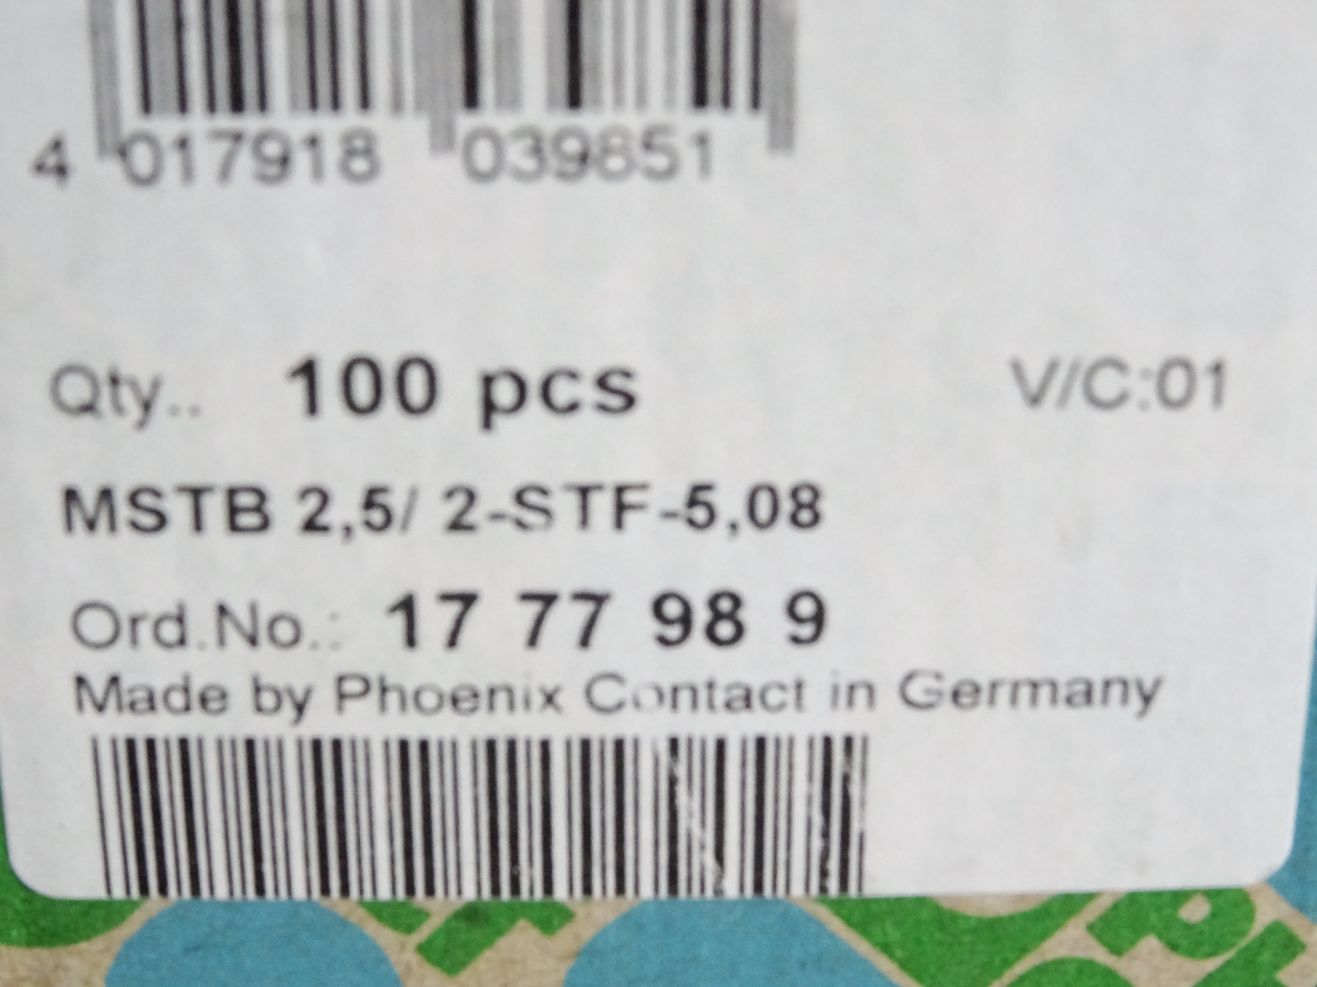 4 017918 039851
Qty.. 100 pcs V/C:01
MSTB 2,5/ 2-STF-5,08
Ord.No.: 17 77 98 9
Made by Phoenix Contact in Germany